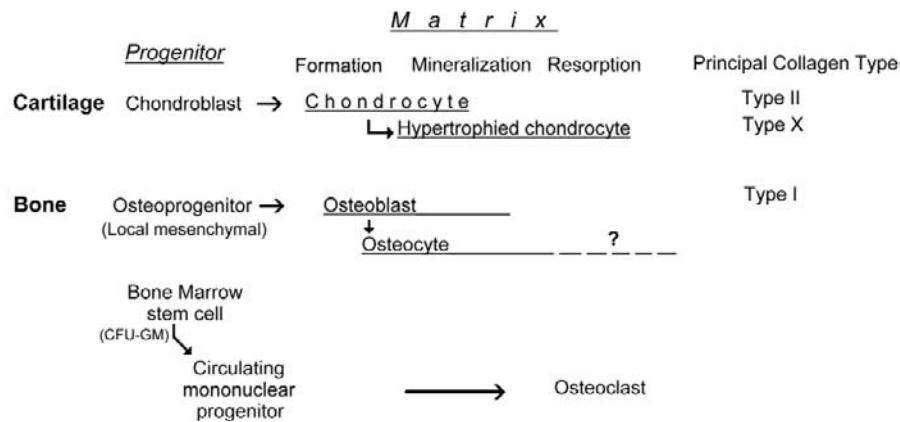 M a t r i x
Progenitor
Formation Mineralization Resorption Principal Collagen Type
Cartilage Chondroblast → Chondrocyte Type II
Hypertrophied chondrocyte Type X
Bone Osteoprogenitor → Osteoblast Type I
(Local mesenchymal)
Osteocyte ?
Bone Marrow
stem cell
(CFU-GM)
Circulating
mononuclear → Osteoclast
progenitor